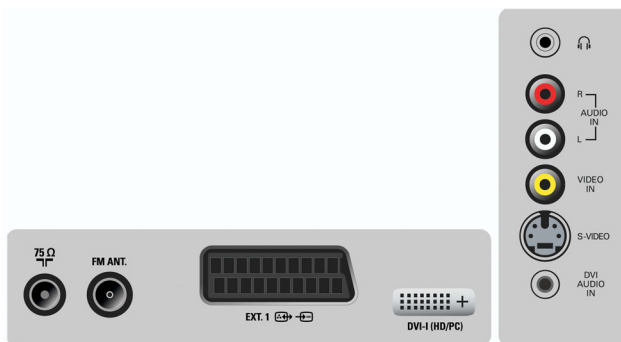 R
AUDIO
IN
L
VIDEO
IN
S-VIDEO
DVI
AUDIO
IN
75 Ω
FM ANT.
EXT. 1
DVI-I (HD/PC)